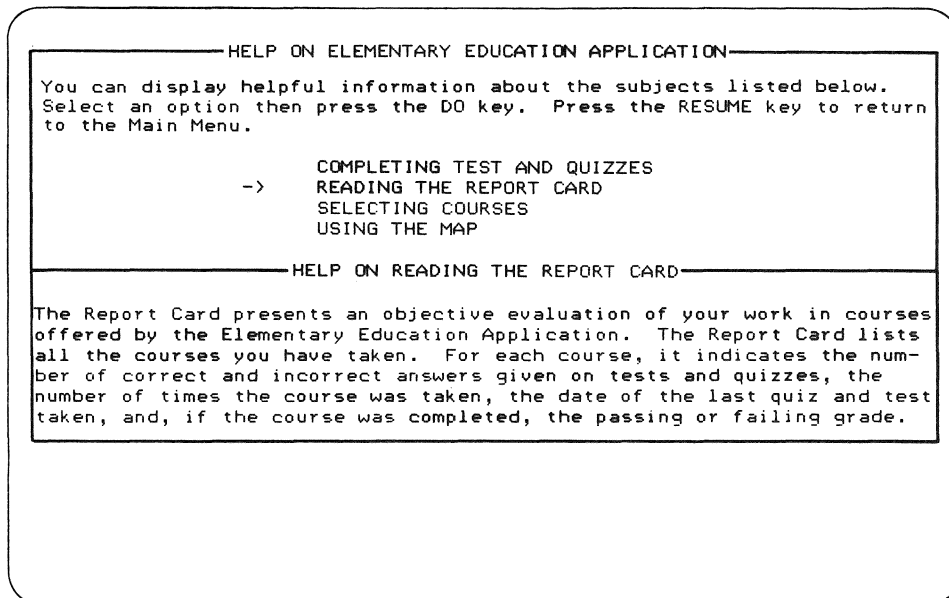 HELP ON ELEMENTARY EDUCATION APPLICATION
You can display helpful information about the subjects listed below.
Select an option then press the DO key. Press the RESUME key to return
to the Main Menu.
COMPLETING TEST AND QUIZZES
-> READING THE REPORT CARD
SELECTING COURSES
USING THE MAP
HELP ON READING THE REPORT CARD
The Report Card presents an objective evaluation of your work in courses
offered by the Elementary Education Application. The Report Card lists
all the courses you have taken. For each course, it indicates the num-
ber of correct and incorrect answers given on tests and quizzes, the
number of times the course was taken, the date of the last quiz and test
taken, and, if the course was completed, the passing or failing grade.